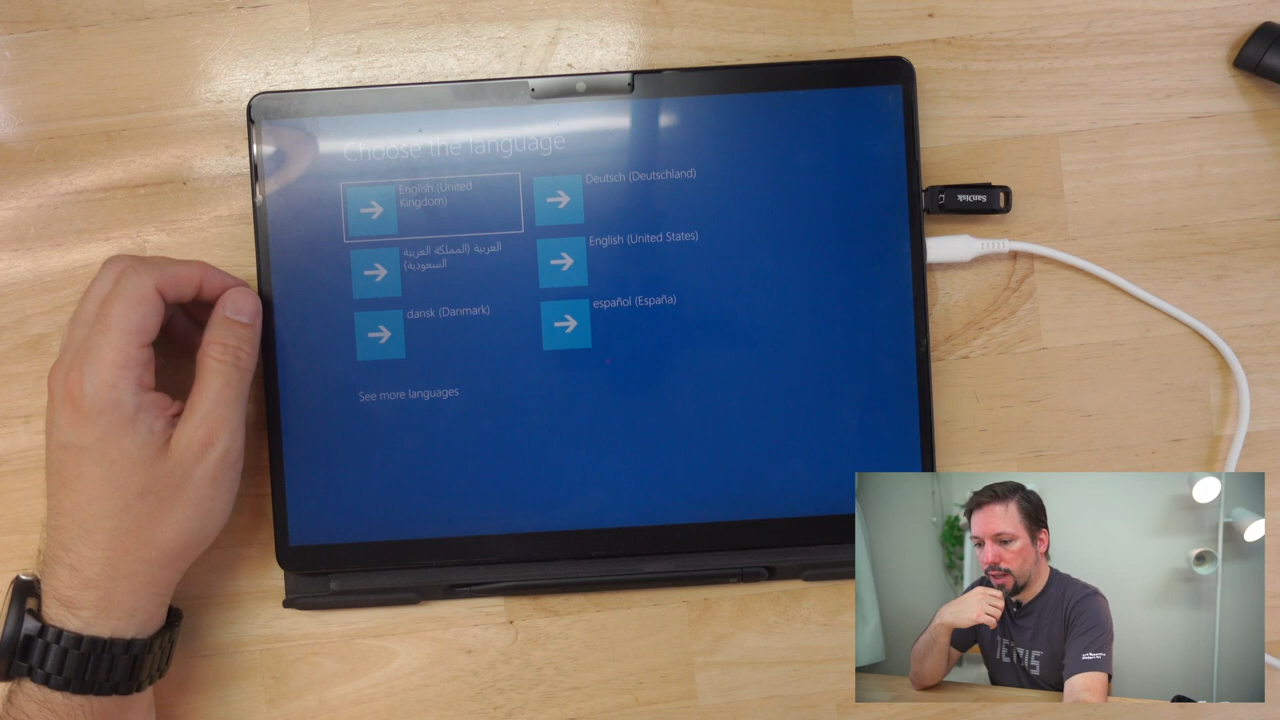 Choose the language
English (United
Kingdom)
Deutsch (Deutschland)
العربية (المملكة العربية
السعودية)
English (United States)
dansk (Danmark)
español (España)
See more languages
SanDisk